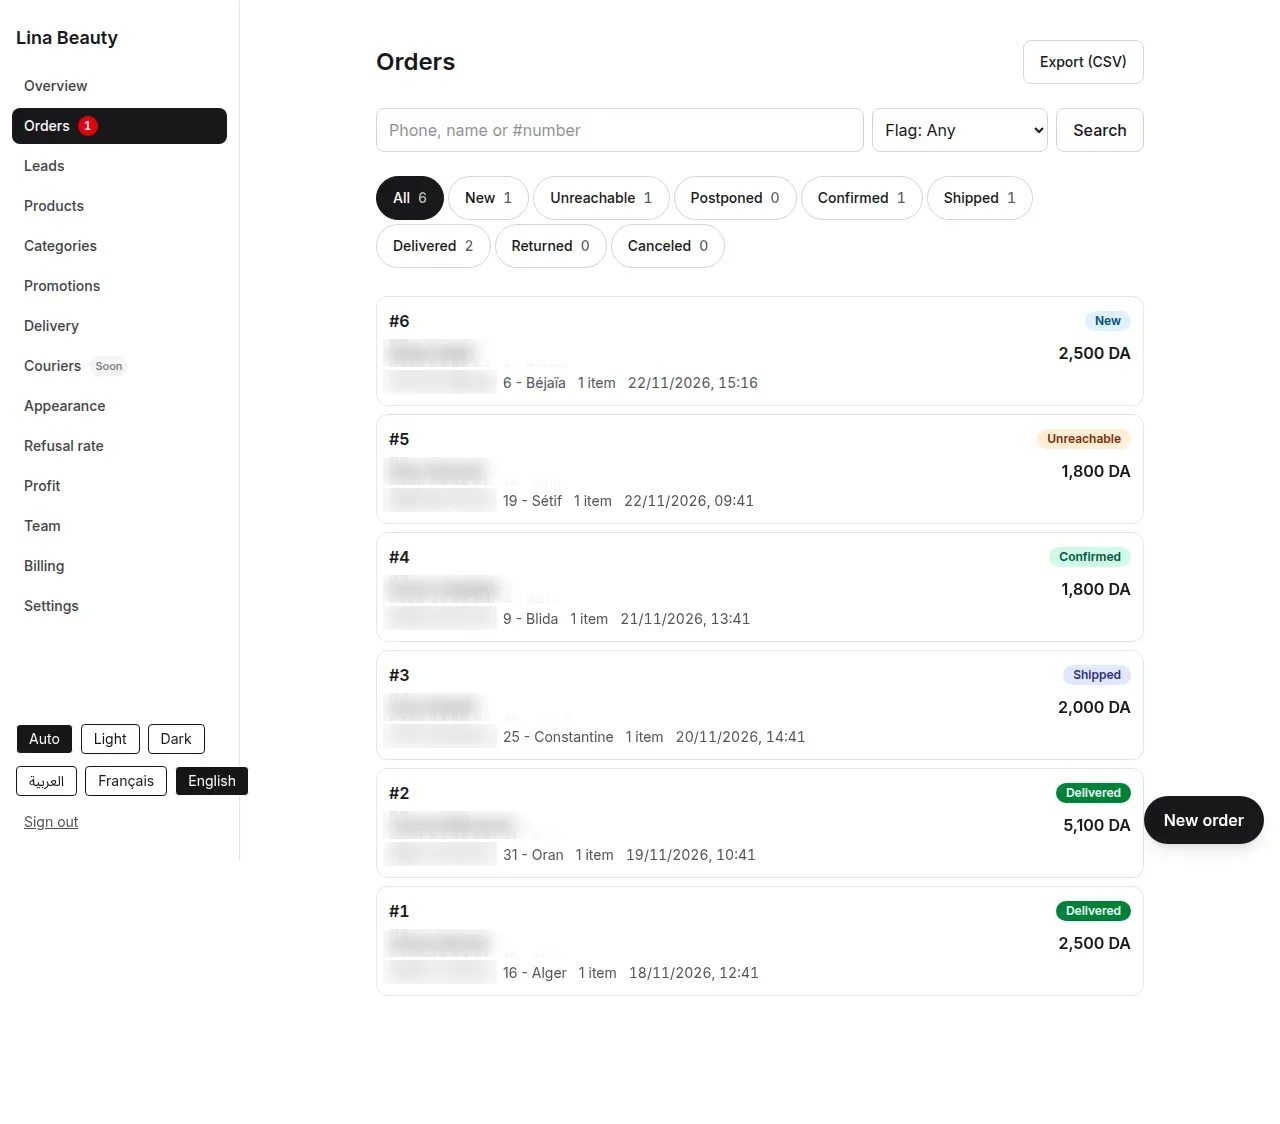 Lina Beauty
Overview
Orders 1
Leads
Products
Categories
Promotions
Delivery
Couriers Soon
Appearance
Refusal rate
Profit
Team
Billing
Settings
Auto Light Dark
العربية Français English
Sign out
Orders
Export (CSV)
Phone, name or #number
Flag: Any
Search
All 6 New 1 Unreachable 1 Postponed 0 Confirmed 1 Shipped 1
Delivered 2 Returned 0 Canceled 0
#6 New
2,500 DA
6 - Béjaïa 1 item 22/11/2026, 15:16
#5 Unreachable
1,800 DA
19 - Sétif 1 item 22/11/2026, 09:41
#4 Confirmed
1,800 DA
9 - Blida 1 item 21/11/2026, 13:41
#3 Shipped
2,000 DA
25 - Constantine 1 item 20/11/2026, 14:41
#2 Delivered
5,100 DA
31 - Oran 1 item 19/11/2026, 10:41
#1 Delivered
2,500 DA
16 - Alger 1 item 18/11/2026, 12:41
New order